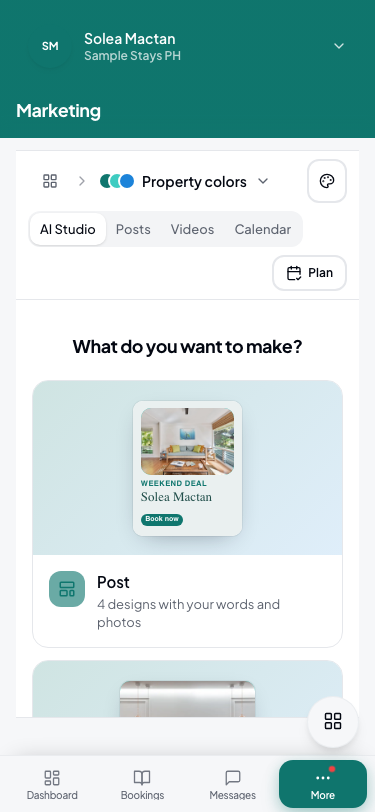 SM
Solea Mactan
Sample Stays PH
Marketing
Property colors
AI Studio
Posts
Videos
Calendar
Plan
What do you want to make?
WEEKEND DEAL
Solea Mactan
Book now
Post
4 designs with your words and
photos
Dashboard
Bookings
Messages
More